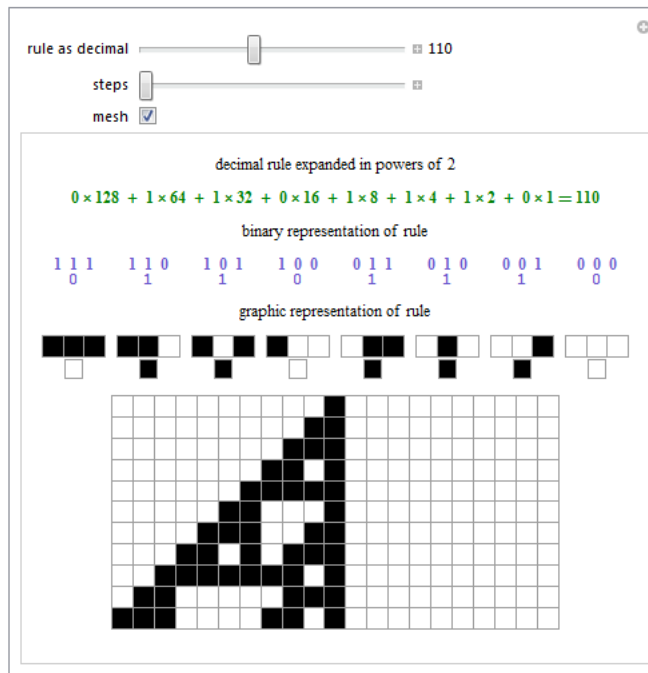 rule as decimal 110
steps
mesh
decimal rule expanded in powers of 2
0 × 128 + 1 × 64 + 1 × 32 + 0 × 16 + 1 × 8 + 1 × 4 + 1 × 2 + 0 × 1 = 110
binary representation of rule
1 1 1 1 1 0 1 0 1 1 0 0 0 1 1 0 1 0 0 0 1 0 0 0
0 1 1 0 1 1 1 0
graphic representation of rule